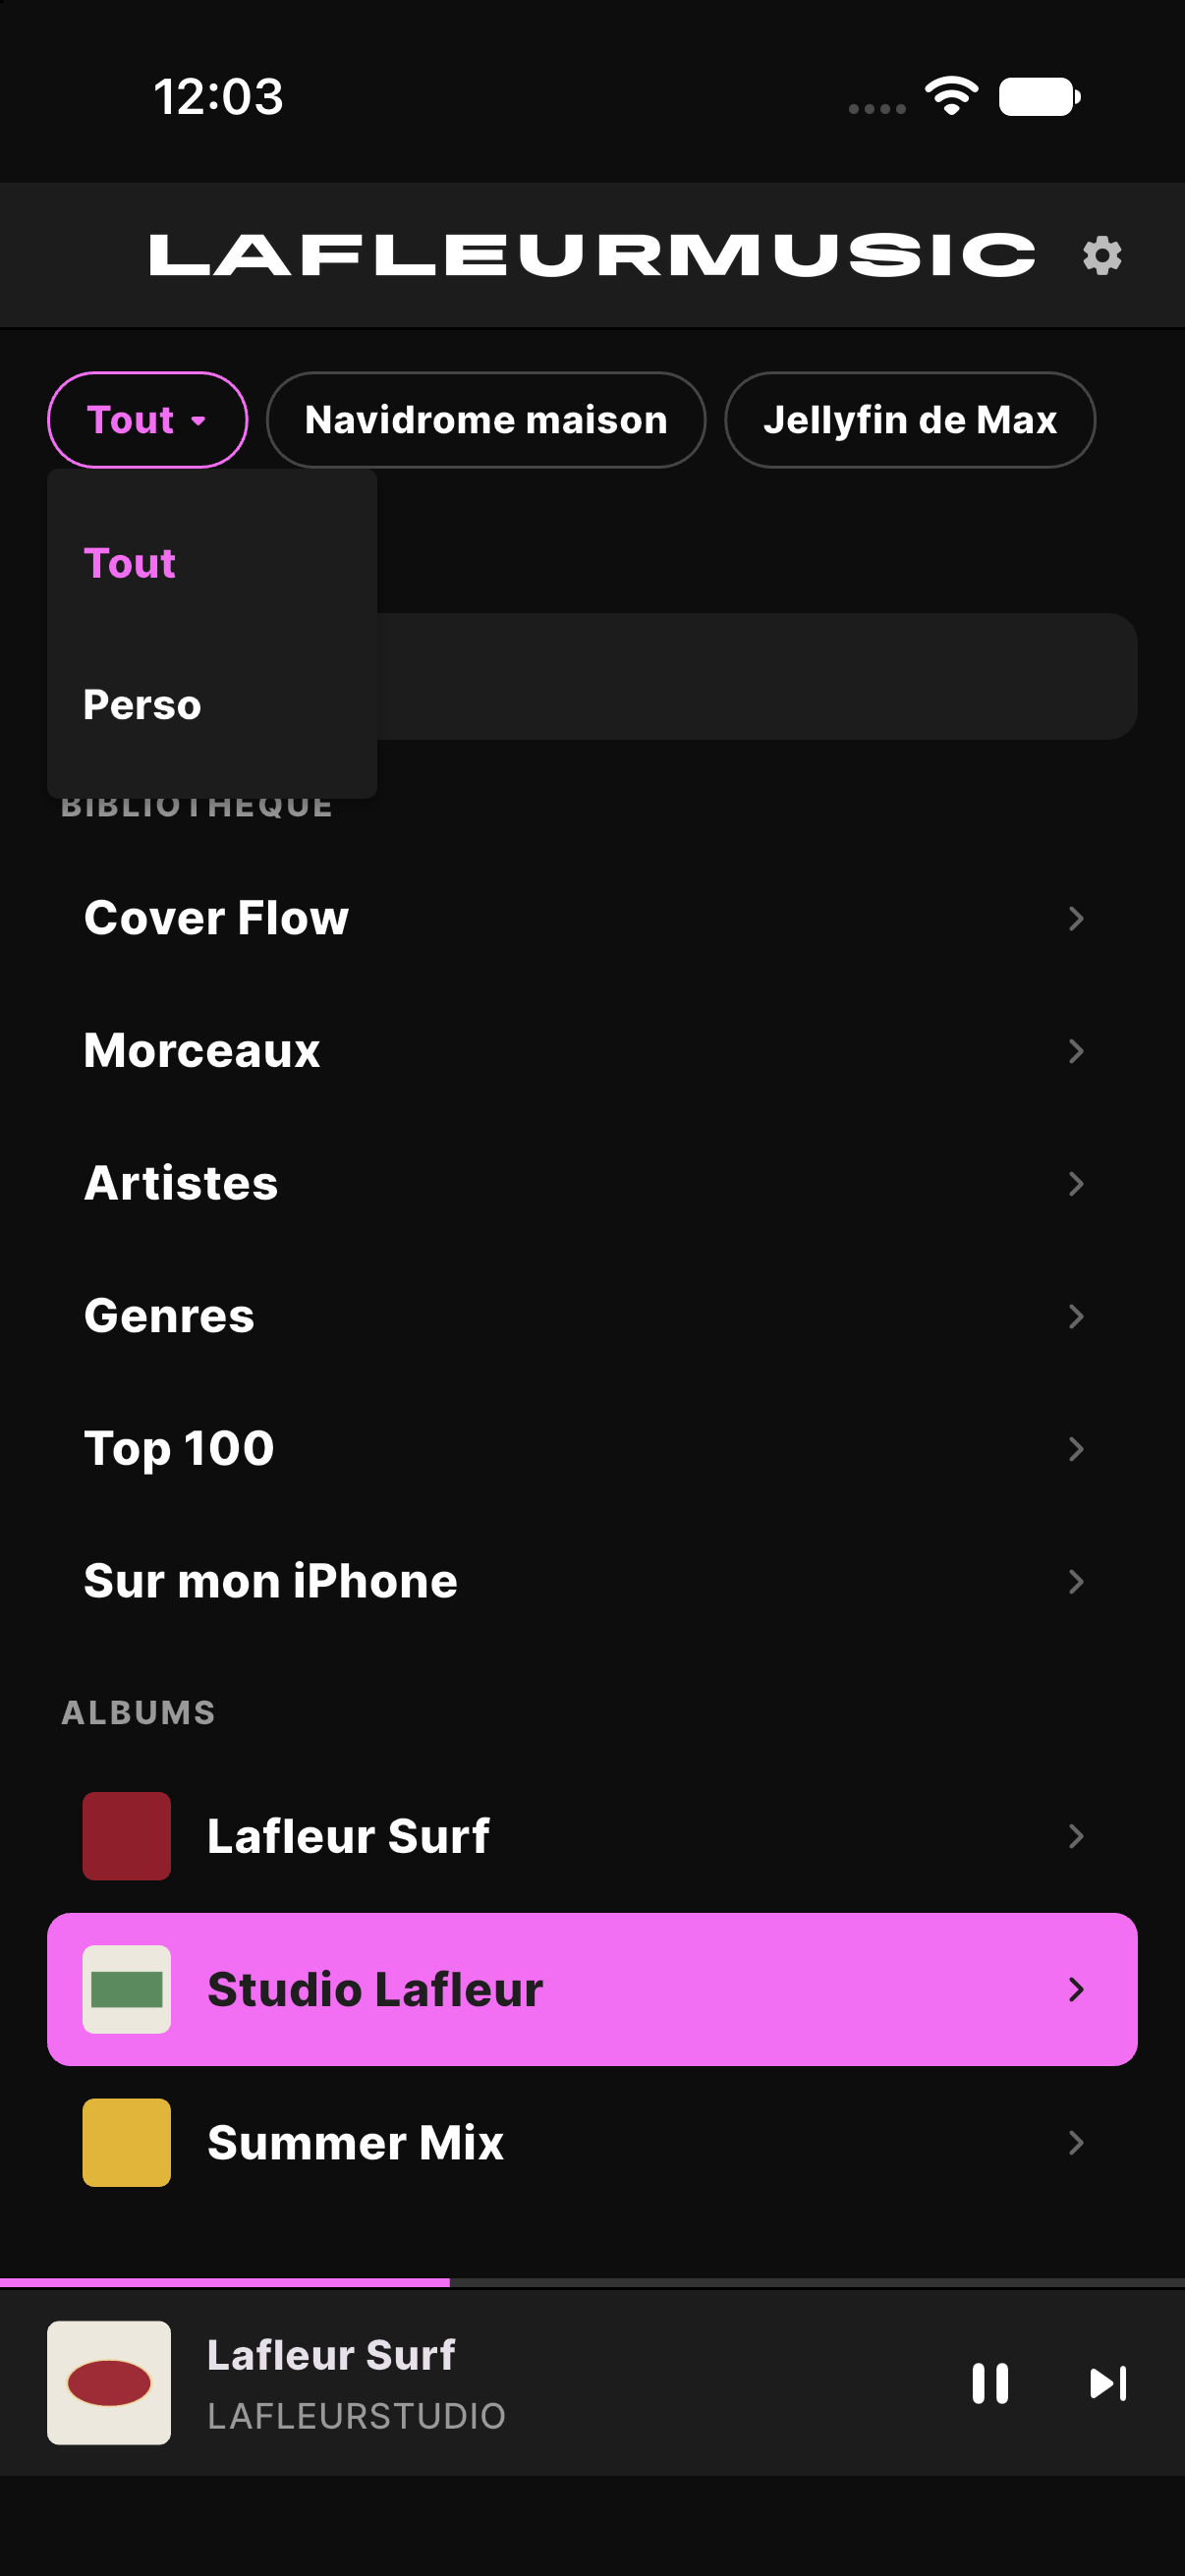 12:03
LAFLEURMUSIC
Tout
Navidrome maison
Jellyfin de Max
Tout
Perso
BIBLIOTHÈQUE
Cover Flow
Morceaux
Artistes
Genres
Top 100
Sur mon iPhone
ALBUMS
Lafleur Surf
Studio Lafleur
Summer Mix
Lafleur Surf
LAFLEURSTUDIO